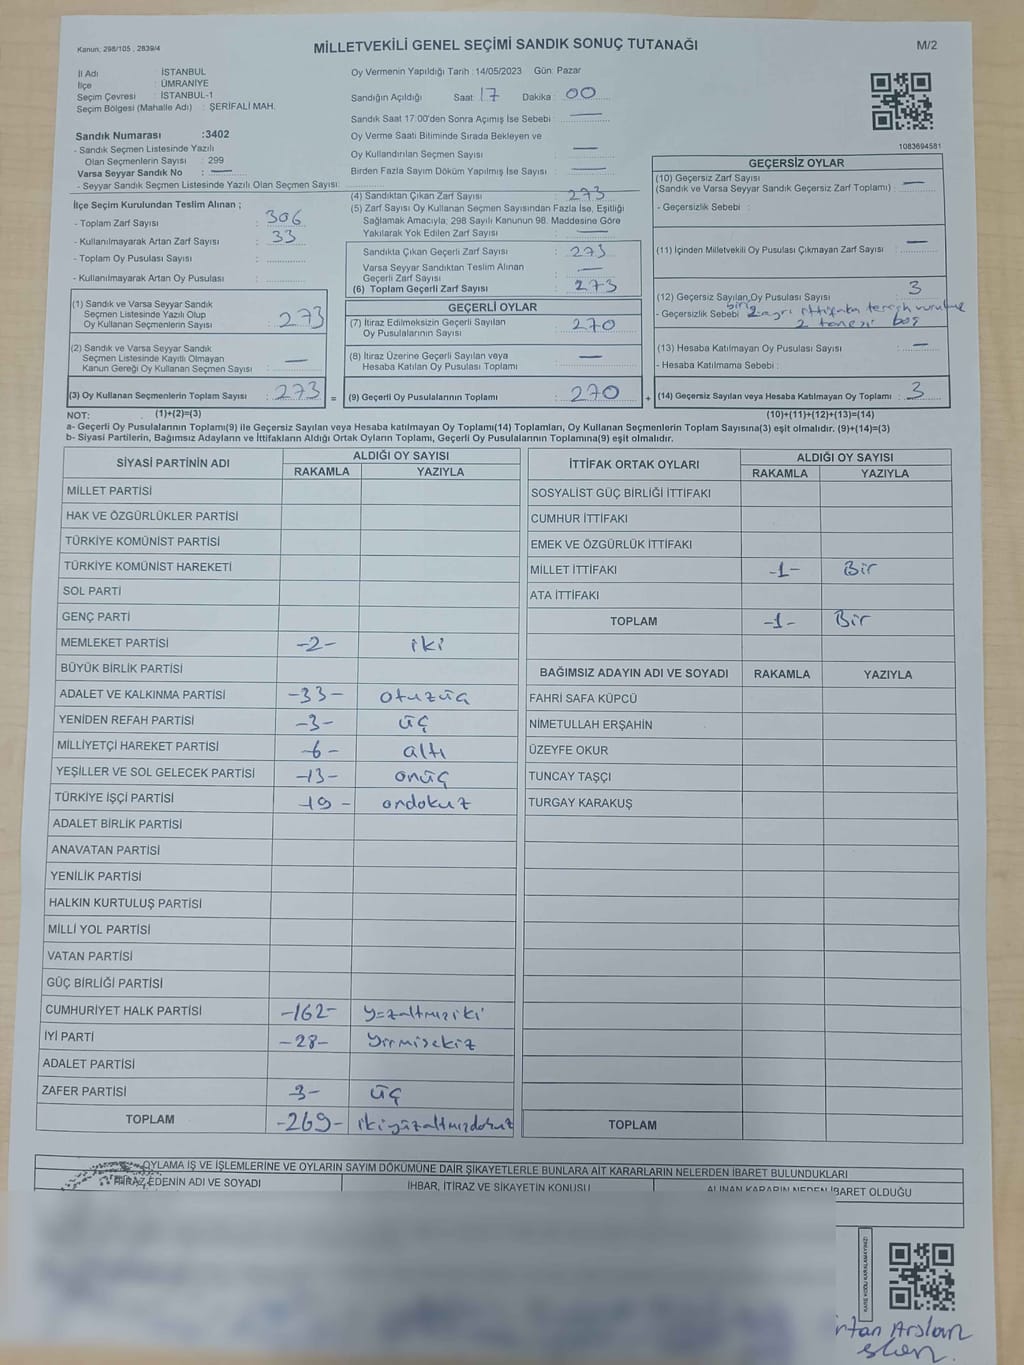 Kanun; 298/105 , 2839/4
MİLLETVEKİLİ GENEL SEÇİMİ SANDIK SONUÇ TUTANAĞI
M/2
İl Adı : İSTANBUL
İlçe : ÜMRANİYE
Seçim Çevresi : İSTANBUL-1
Seçim Bölgesi (Mahalle Adı) : ŞERİFALİ MAH.
Sandık Numarası :3402
- Sandık Seçmen Listesinde Yazılı
Olan Seçmenlerin Sayısı : 299
Varsa Seyyar Sandık No : —
- Seyyar Sandık Seçmen Listesinde Yazılı Olan Seçmen Sayısı:
İlçe Seçim Kurulundan Teslim Alınan ;
- Toplam Zarf Sayısı : 306
- Kullanılmayarak Artan Zarf Sayısı : 33
- Toplam Oy Pusulası Sayısı :
- Kullanılmayarak Artan Oy Pusulası :
Oy Vermenin Yapıldığı Tarih :14/05/2023 Gün: Pazar
Sandığın Açıldığı Saat 17 Dakika : 00
Sandık Saat 17:00'den Sonra Açımış İse Sebebi : —
Oy Verme Saati Bitiminde Sırada Bekleyen ve
Oy Kullandırılan Seçmen Sayısı : —
Birden Fazla Sayım Döküm Yapılmış İse Sayısı : —
(4) Sandıktan Çıkan Zarf Sayısı : 273
(5) Zarf Sayısı Oy Kullanan Seçmen Sayısından Fazla İse, Eşitliği
Sağlamak Amacıyla; 298 Sayılı Kanunun 98. Maddesine Göre
Yakılarak Yok Edilen Zarf Sayısı : —
Sandıkta Çıkan Geçerli Zarf Sayısı : 273
Varsa Seyyar Sandıktan Teslim Alınan
Geçerli Zarf Sayısı : —
(6) Toplam Geçerli Zarf Sayısı : 273
1083694581
GEÇERSİZ OYLAR
(10) Geçersiz Zarf Sayısı : —
(Sandık ve Varsa Seyyar Sandık Geçersiz Zarf Toplamı)
- Geçersizlik Sebebi :
(11) İçinden Milletvekili Oy Pusulası Çıkmayan Zarf Sayısı : —
(12) Geçersiz Sayılan Oy Pusulası Sayısı : 3
- Geçersizlik Sebebi : biri 2 ayrı ittifaka tercih
2 tanesi boş
(13) Hesaba Katılmayan Oy Pusulası Sayısı : —
- Hesaba Katılmama Sebebi :
(14) Geçersiz Sayılan veya Hesaba Katılmayan Oy Toplamı : 3
(1) Sandık ve Varsa Seyyar Sandık
Seçmen Listesinde Yazılı Olup
Oy Kullanan Seçmenlerin Sayısı : 273
(2) Sandık ve Varsa Seyyar Sandık
Seçmen Listesinde Kayıtlı Olmayan
Kanun Gereği Oy Kullanan Seçmen Sayısı : —
(3) Oy Kullanan Seçmenlerin Toplam Sayısı : 273 =
GEÇERLİ OYLAR
(7) İtiraz Edilmeksizin Geçerli Sayılan
Oy Pusulalarının Sayısı : 270
(8) İtiraz Üzerine Geçerli Sayılan veya
Hesaba Katılan Oy Pusulası Toplamı : —
(9) Geçerli Oy Pusulalarının Toplamı : 270 +
NOT: (1)+(2)=(3) (10)+(11)+(12)+(13)=(14)
a- Geçerli Oy Pusulalarının Toplamı(9) ile Geçersiz Sayılan veya Hesaba katılmayan Oy Toplamı(14) Toplamları, Oy Kullanan Seçmenlerin Toplam Sayısına(3) eşit olmalıdır. (9)+(14)=(3)
b- Siyasi Partilerin, Bağımsız Adayların ve İttifakların Aldığı Ortak Oyların Toplamı, Geçerli Oy Pusulalarının Toplamına(9) eşit olmalıdır.
SİYASİ PARTİNİN ADI ALDIĞI OY SAYISI
RAKAMLA YAZIYLA
MİLLET PARTİSİ
HAK VE ÖZGÜRLÜKLER PARTİSİ
TÜRKİYE KOMÜNİST PARTİSİ
TÜRKİYE KOMÜNİST HAREKETİ
SOL PARTİ
GENÇ PARTİ
MEMLEKET PARTİSİ -2- iki
BÜYÜK BİRLİK PARTİSİ
ADALET VE KALKINMA PARTİSİ -33- otuzüç
YENİDEN REFAH PARTİSİ -3- üç
MİLLİYETÇİ HAREKET PARTİSİ -6- altı
YEŞİLLER VE SOL GELECEK PARTİSİ -13- onüç
TÜRKİYE İŞÇİ PARTİSİ -19- ondokuz
ADALET BİRLİK PARTİSİ
ANAVATAN PARTİSİ
YENİLİK PARTİSİ
HALKIN KURTULUŞ PARTİSİ
MİLLİ YOL PARTİSİ
VATAN PARTİSİ
GÜÇ BİRLİĞİ PARTİSİ
CUMHURİYET HALK PARTİSİ -162- yüzaltmışiki
İYİ PARTİ -28- Yirmisekiz
ADALET PARTİSİ
ZAFER PARTİSİ -3- üç
TOPLAM -269- ikiyüzaltmışdokuz
İTTİFAK ORTAK OYLARI ALDIĞI OY SAYISI
RAKAMLA YAZIYLA
SOSYALİST GÜÇ BİRLİĞİ İTTİFAKI
CUMHUR İTTİFAKI
EMEK VE ÖZGÜRLÜK İTTİFAKI
MİLLET İTTİFAKI -1- Bir
ATA İTTİFAKI
TOPLAM -1- Bir
BAĞIMSIZ ADAYIN ADI VE SOYADI RAKAMLA YAZIYLA
FAHRİ SAFA KÜPCÜ
NİMETULLAH ERŞAHİN
ÜZEYFE OKUR
TUNCAY TAŞÇI
TURGAY KARAKUŞ
TOPLAM
OYLAMA İŞ VE İŞLEMLERİNE VE OYLARIN SAYIM DÖKÜMÜNE DAİR ŞİKAYETLERLE BUNLARA AİT KARARLARIN NELERDEN İBARET BULUNDUKLARI
İTİRAZ EDENİN ADI VE SOYADI İHBAR, İTİRAZ VE ŞİKAYETİN KONUSU ALINAN KARARIN NEDEN İBARET OLDUĞU
KARE KODU KARALAMAYINIZ!
Arslan